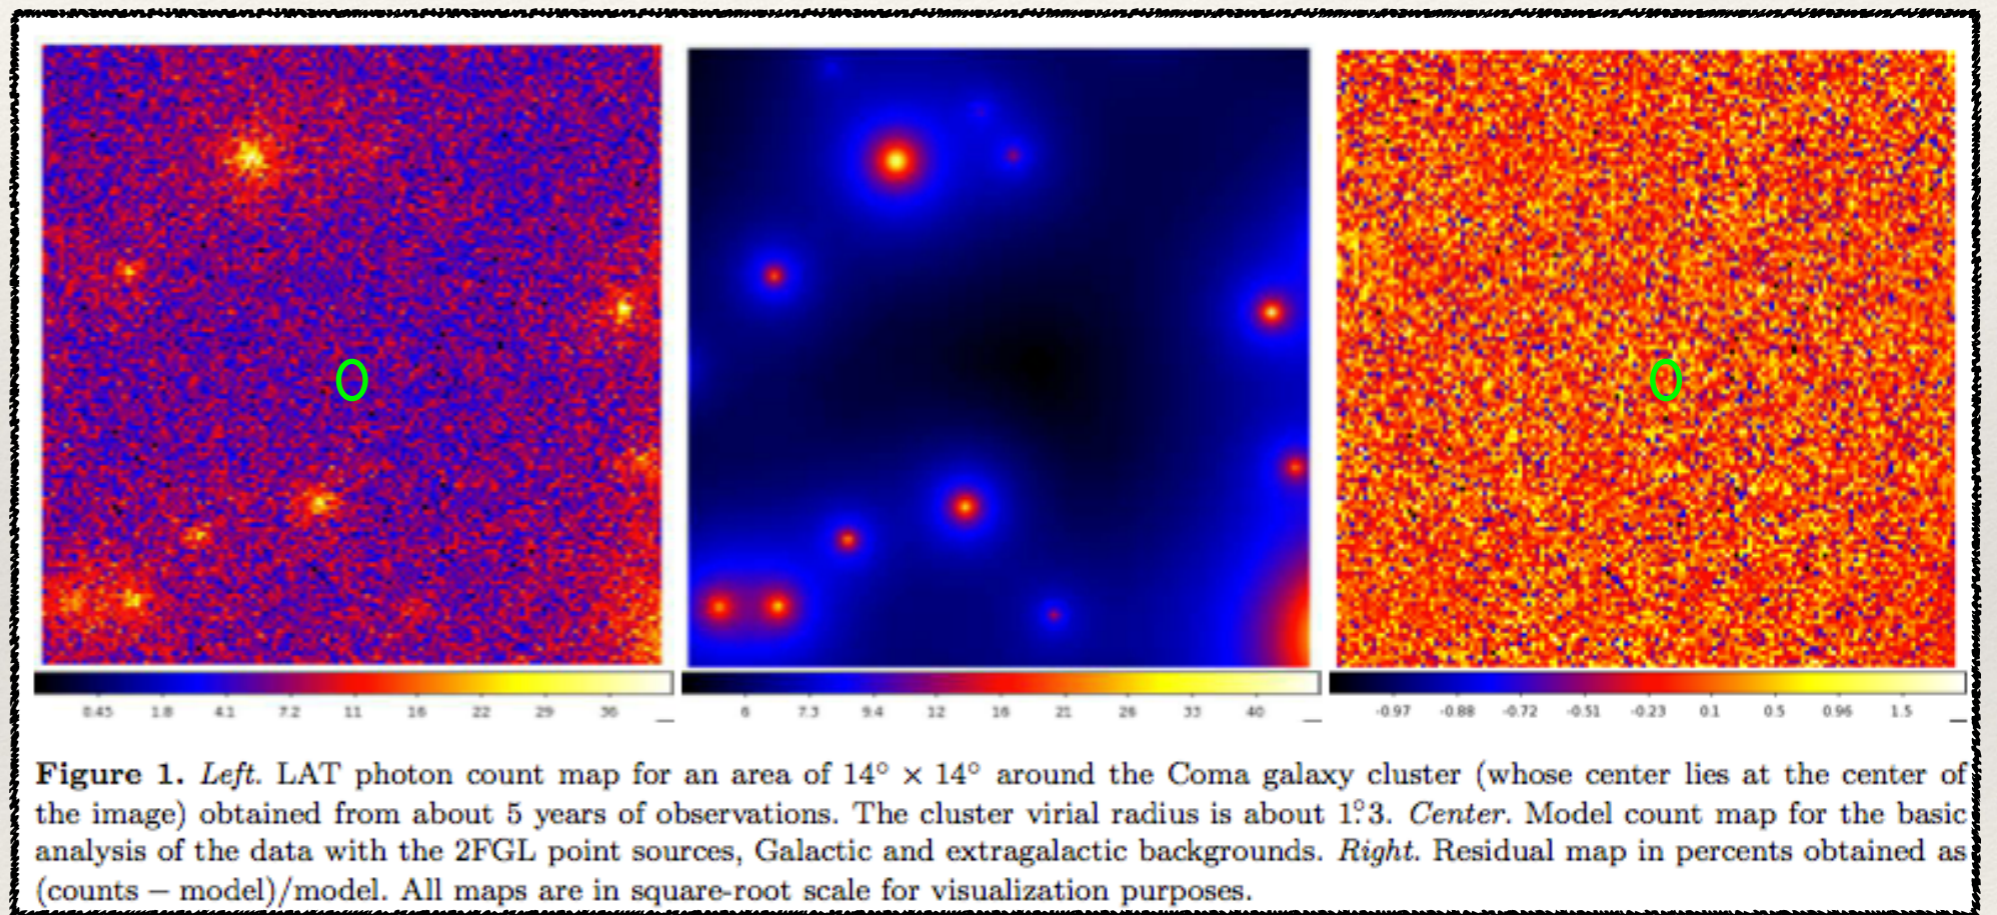 0.45 1.8 4.1 7.2 11 16 22 29 36
6 7.3 9.4 12 16 21 26 33 40
-0.97 -0.88 -0.72 -0.51 -0.23 0.1 0.5 0.96 1.5
Figure 1. Left. LAT photon count map for an area of 14° × 14° around the Coma galaxy cluster (whose center lies at the center of
the image) obtained from about 5 years of observations. The cluster virial radius is about 1°.3. Center. Model count map for the basic
analysis of the data with the 2FGL point sources, Galactic and extragalactic backgrounds. Right. Residual map in percents obtained as
(counts − model)/model. All maps are in square-root scale for visualization purposes.